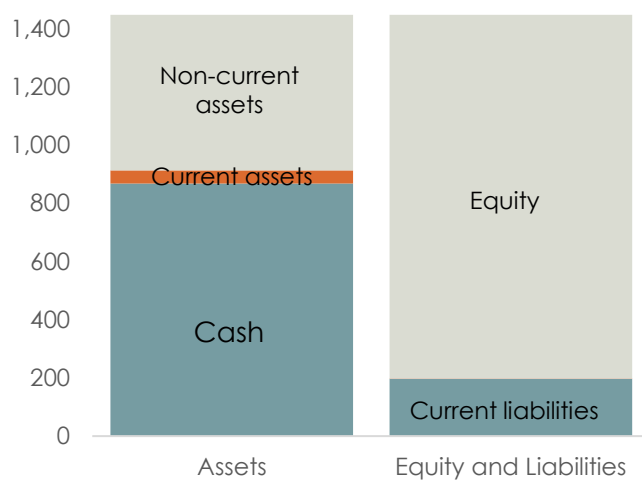 1,400
1,200
1,000
800
600
400
200
0
Non-current
assets
Current assets
Cash
Equity
Current liabilities
Assets
Equity and Liabilities